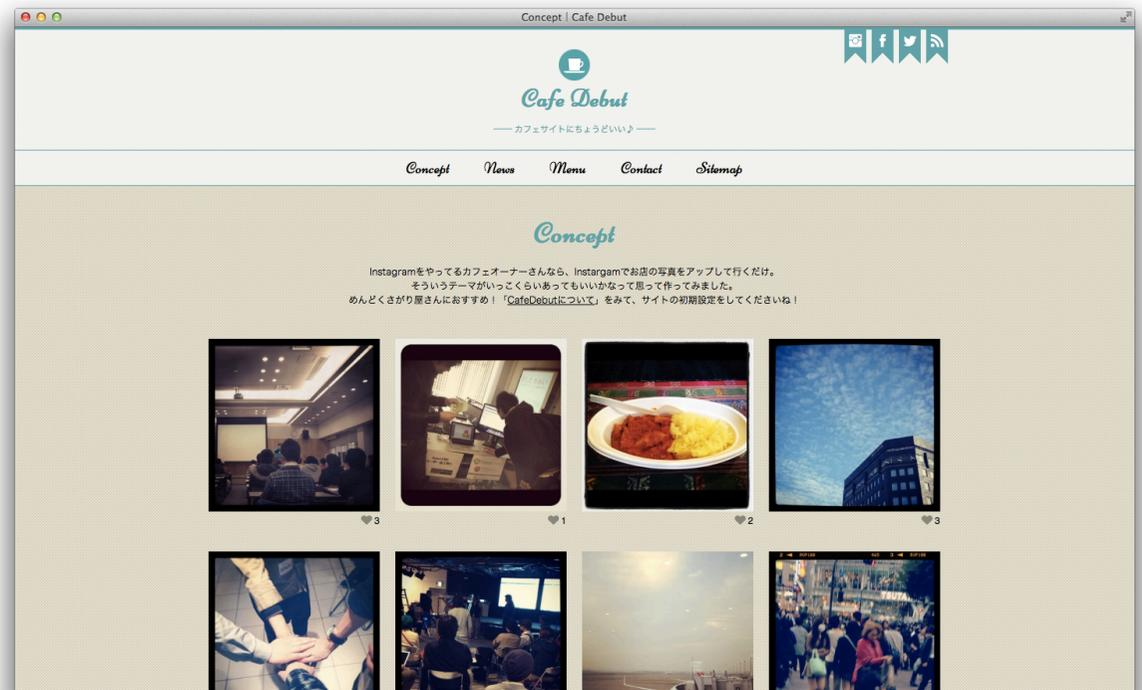 Concept | Cafe Debut
Cafe Debut
カフェサイトにちょうどいい♪
Concept News Menu Contact Sitemap
Concept
Instagramをやってるカフェオーナーさんなら、Instargamでお店の写真をアップして行くだけ。
そういうテーマがいっこくらいあってもいいかなって思って作ってみました。
めんどくさがり屋さんにおすすめ！「CafeDebutについて」をみて、サイトの初期設定をしてくださいね！
3 1 2 3
TSUTA